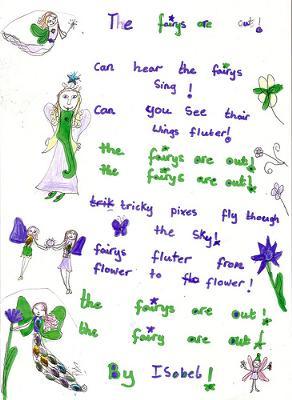 The fairys are out!
can hear the fairys
Sing!
Can you see thair
wings fluter!
the fairys are out!
the fairys are out!
trik tricky pixes fly though
the sky!
fairys fluter from
flower to flo flower!
the fairys are out!
the fairy are out!
By Isobel!